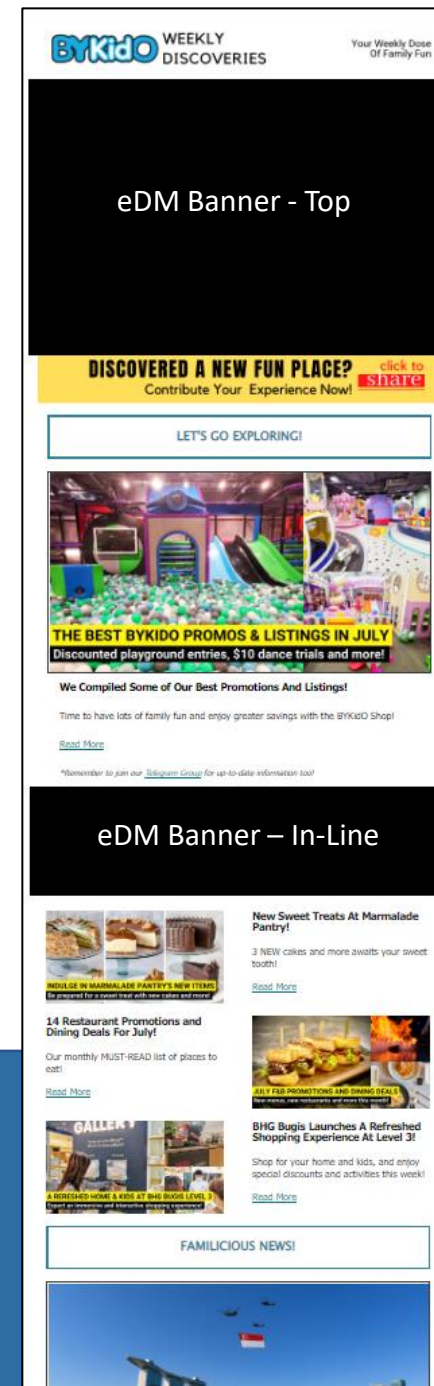 BYKidO WEEKLY DISCOVERIES
Your Weekly Dose
Of Family Fun
eDM Banner - Top
DISCOVERED A NEW FUN PLACE?
Contribute Your Experience Now!
click to
share
LET'S GO EXPLORING!
THE BEST BYKIDO PROMOS & LISTINGS IN JULY
Discounted playground entries, $10 dance trials and more!
We Compiled Some of Our Best Promotions And Listings!
Time to have lots of family fun and enjoy greater savings with the BYKidO Shop!
Read More
*Remember to join our Telegram Group for up-to-date information too!
eDM Banner – In-Line
INDULGE IN MARMALADE PANTRY'S NEW ITEMS
Be prepared for a sweet treat with new cakes and more!
New Sweet Treats At Marmalade
Pantry!
3 NEW cakes and more awaits your sweet
tooth!
Read More
14 Restaurant Promotions and
Dining Deals For July!
Our monthly MUST-READ list of places to
eat!
Read More
JULY F&B PROMOTIONS AND DINING DEALS
New menus, new restaurants and more this month!
GALLERY
A RERESHED HOME & KIDS AT BHG BUGIS LEVEL 3
Expect an immersive and interactive shopping experience!
BHG Bugis Launches A Refreshed
Shopping Experience At Level 3!
Shop for your home and kids, and enjoy
special discounts and activities this week!
Read More
FAMILICIOUS NEWS!